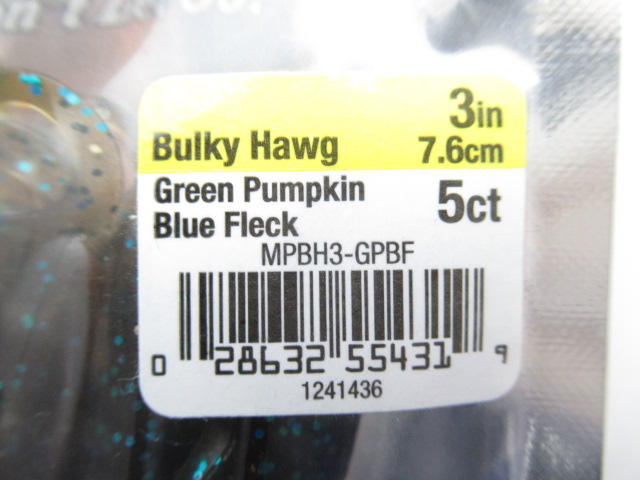 3in
Bulky Hawg 7.6cm
Green Pumpkin
Blue Fleck 5ct
MPBH3-GPBF
0 28632 55431 9
1241436